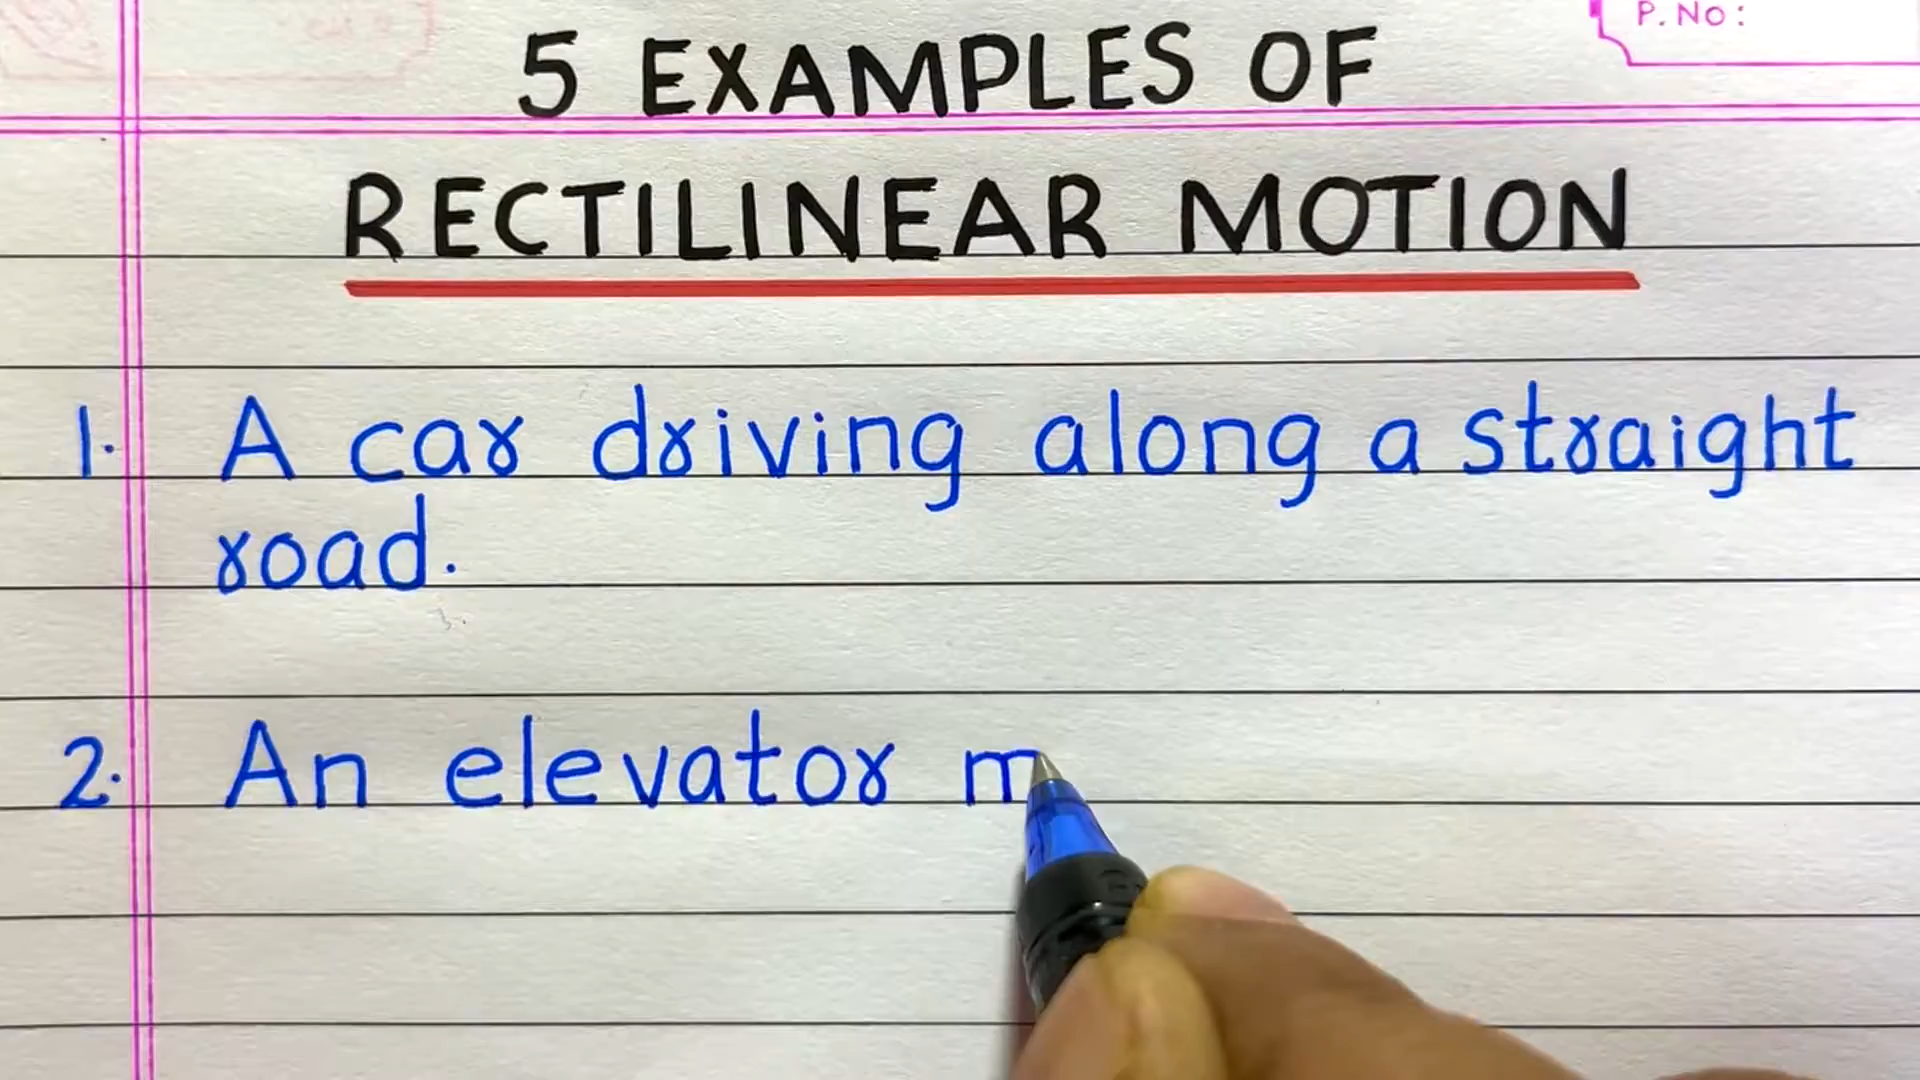 P. No:
5 EXAMPLES OF
RECTILINEAR MOTION
1. A car driving along a straight
road.
2. An elevator m